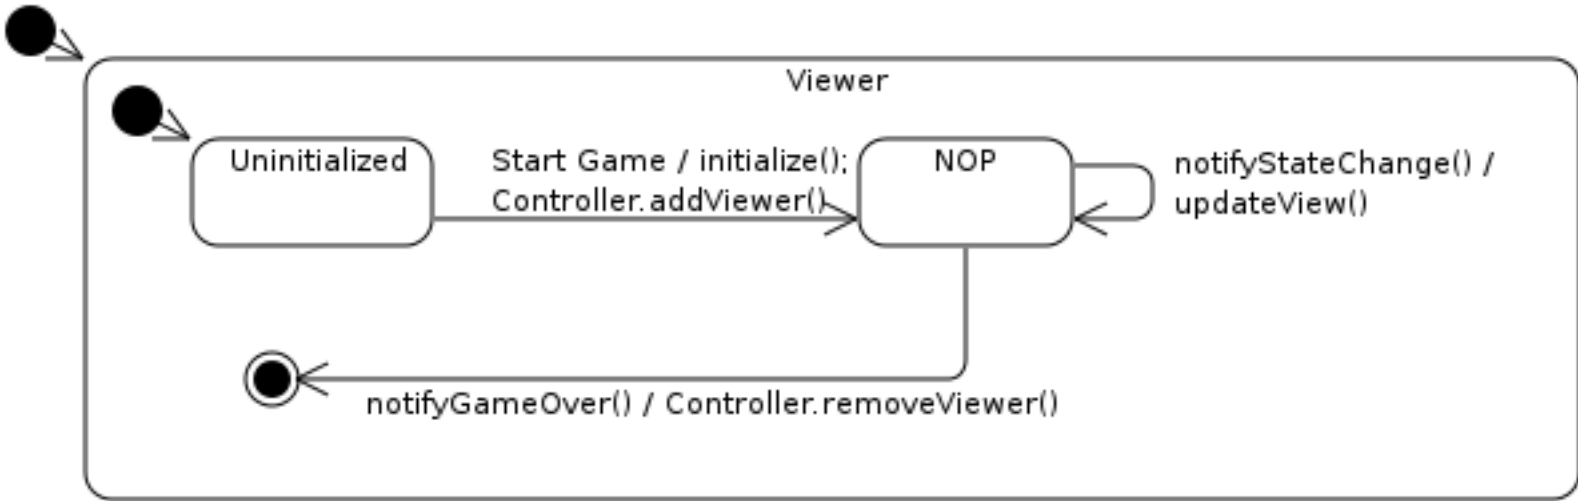 Viewer
Uninitialized
Start Game / initialize();
Controller.addViewer()
NOP
notifyStateChange() /
updateView()
notifyGameOver() / Controller.removeViewer()